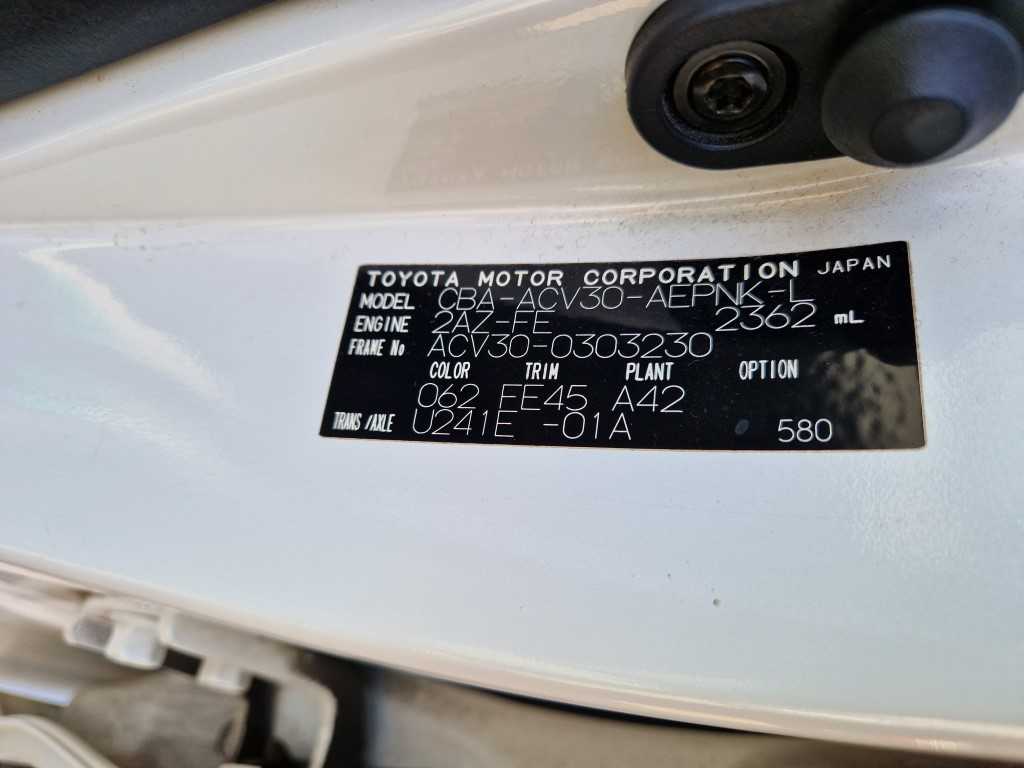 TOYOTA MOTOR CORPORATION JAPAN
MODEL CBA-ACV30-AEPNK-L
ENGINE 2AZ-FE 2362 mL
FRAME No ACV30-0303230
COLOR TRIM PLANT OPTION
062 FE45 A42
TRANS/AXLE U241E -01A 580